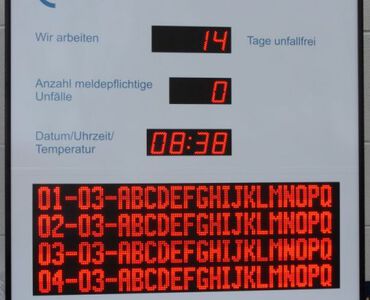 Wir arbeiten 14 Tage unfallfrei
Anzahl meldepflichtige 0
Unfälle
Datum/Uhrzeit/ 08:38
Temperatur
01-03-ABCDEFGHIJKLMNOPQ
02-03-ABCDEFGHIJKLMNOPQ
03-03-ABCDEFGHIJKLMNOPQ
04-03-ABCDEFGHIJKLMNOPQ